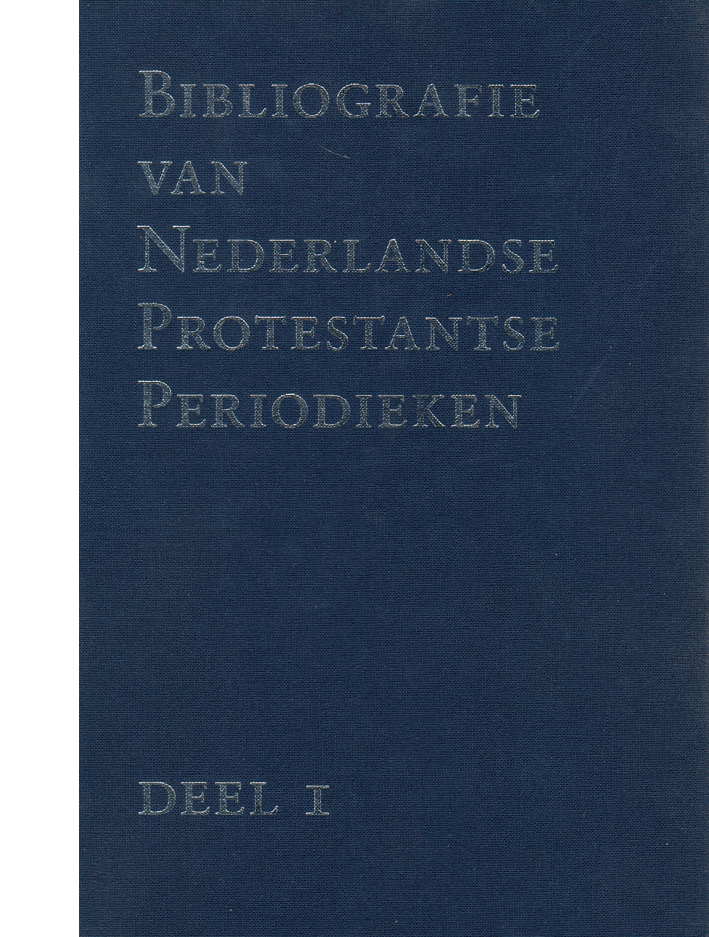 BIBLIOGRAFIE
VAN
NEDERLANDSE
PROTESTANTSE
PERIODIEKEN
DEEL I